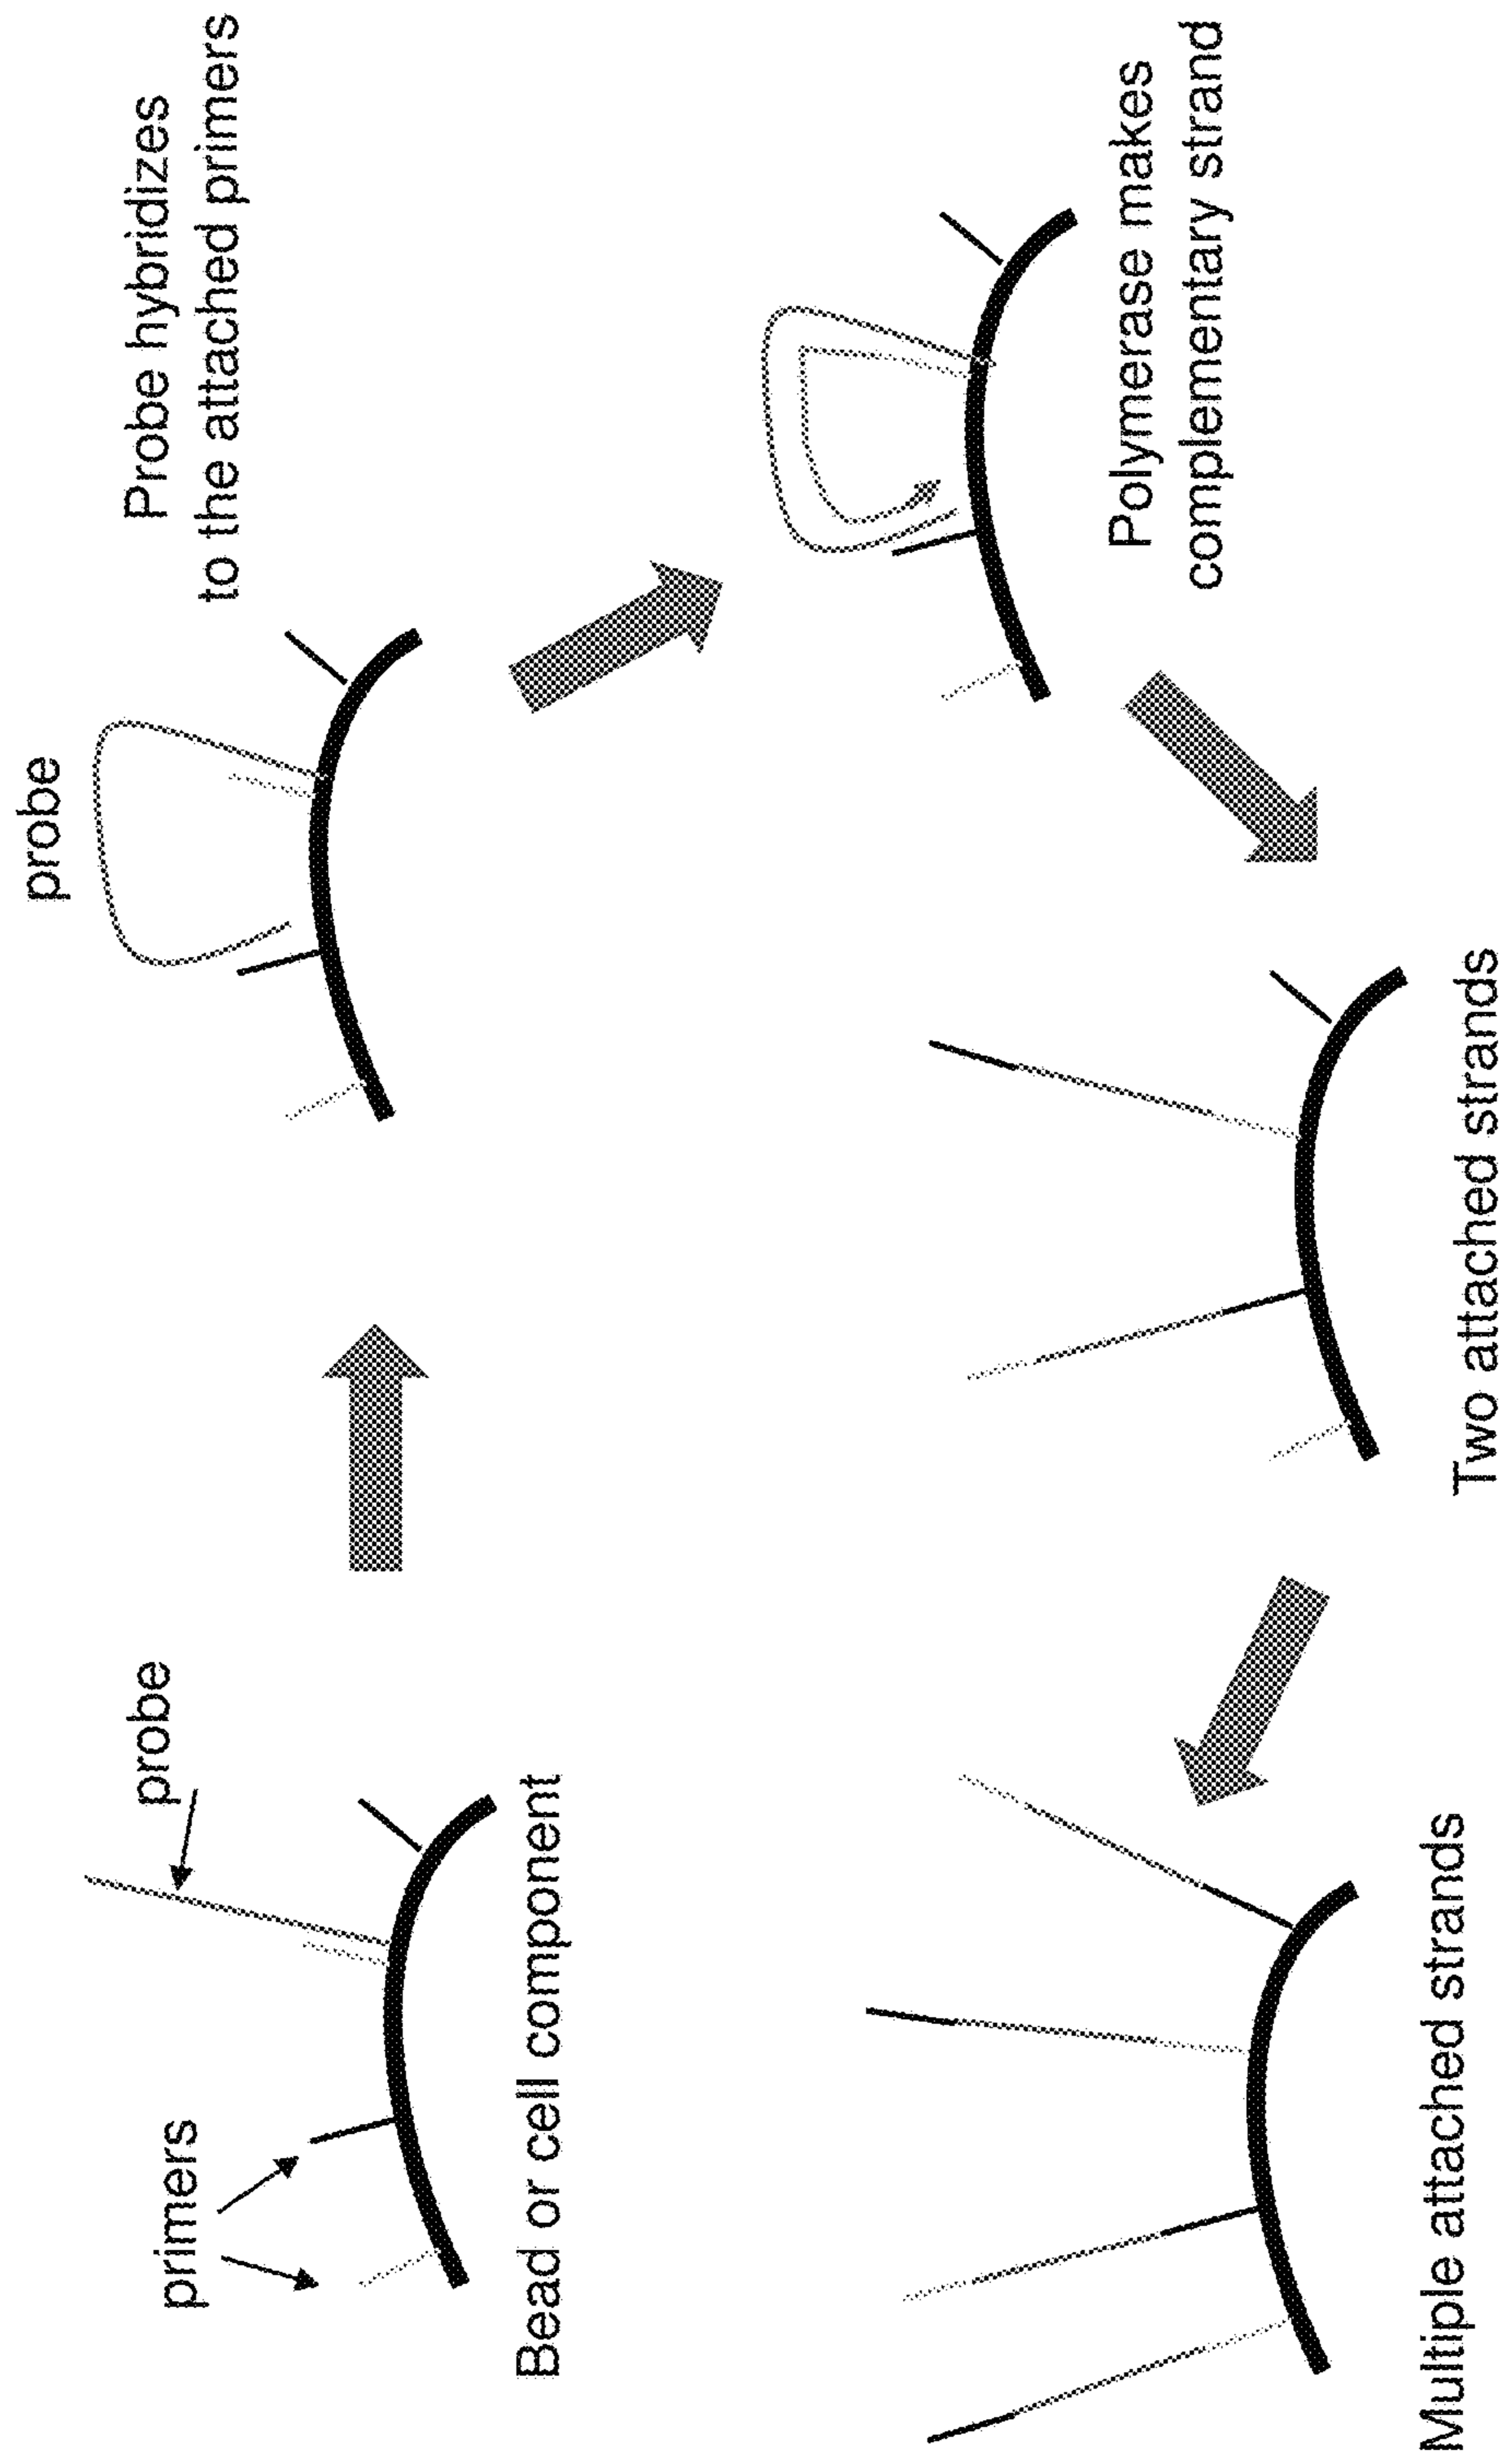 primers
probe
Bead or cell component
probe
Probe hybridizes
to the attached primers
Polymerase makes
complementary strand
Two attached strands
Multiple attached strands